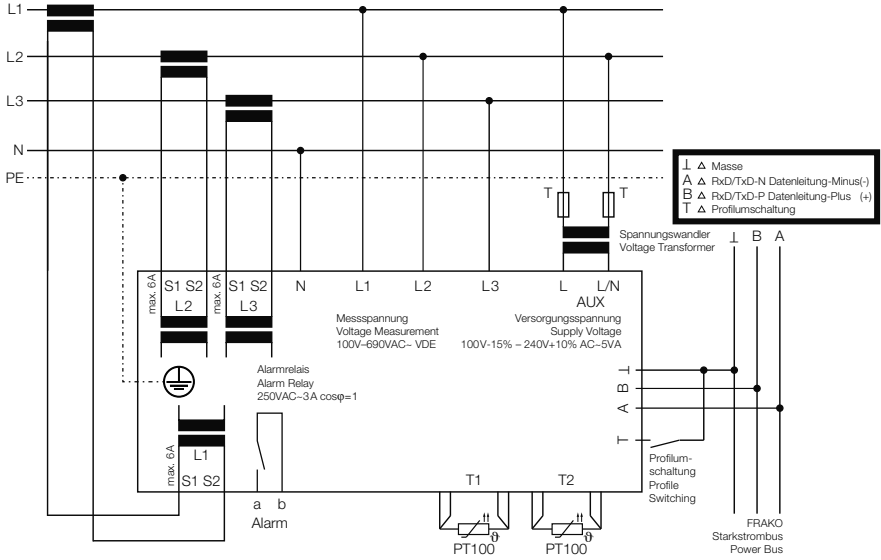 L1
L2
L3
N
PE
⊥ ≙ Masse
A ≙ RxD/TxD-N Datenleitung-Minus(-)
B ≙ RxD/TxD-P Datenleitung-Plus (+)
T ≙ Profilumschaltung
T T
Spannungswandler
Voltage Transformer
⊥ B A
max. 6A
S1 S2
L2
max. 6A
S1 S2
L3
N L1 L2 L3 L L/N
AUX
Messspannung
Voltage Measurement
100V–690VAC~ VDE
Versorgungsspannung
Supply Voltage
100V-15% – 240V+10% AC~5VA
Alarmrelais
Alarm Relay
250VAC~3A cosφ=1
⊥
B
A
T
max. 6A
L1
S1 S2
a b
Alarm
T1
T2
ϑ
PT100
ϑ
PT100
Profilum-
schaltung
Profile
Switching
FRAKO
Starkstrombus
Power Bus